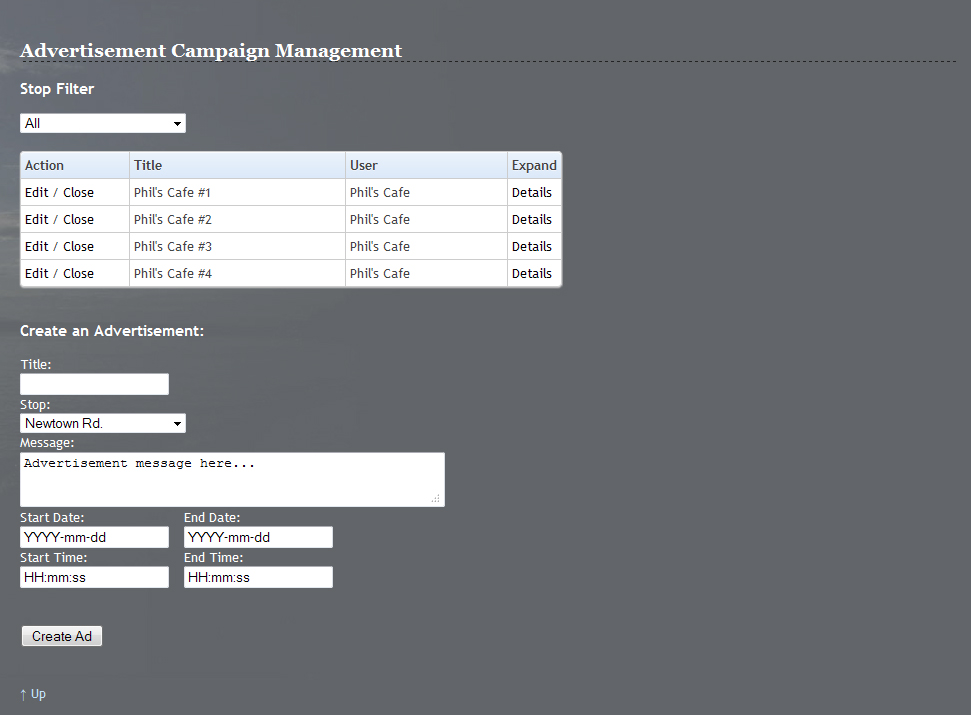 Advertisement Campaign Management
Stop Filter
All
Action Title User Expand
Edit / Close Phil's Cafe #1 Phil's Cafe Details
Edit / Close Phil's Cafe #2 Phil's Cafe Details
Edit / Close Phil's Cafe #3 Phil's Cafe Details
Edit / Close Phil's Cafe #4 Phil's Cafe Details
Create an Advertisement:
Title:
Stop:
Newtown Rd.
Message:
Advertisement message here...
Start Date: End Date:
YYYY-mm-dd YYYY-mm-dd
Start Time: End Time:
HH:mm:ss HH:mm:ss
Create Ad
↑ Up